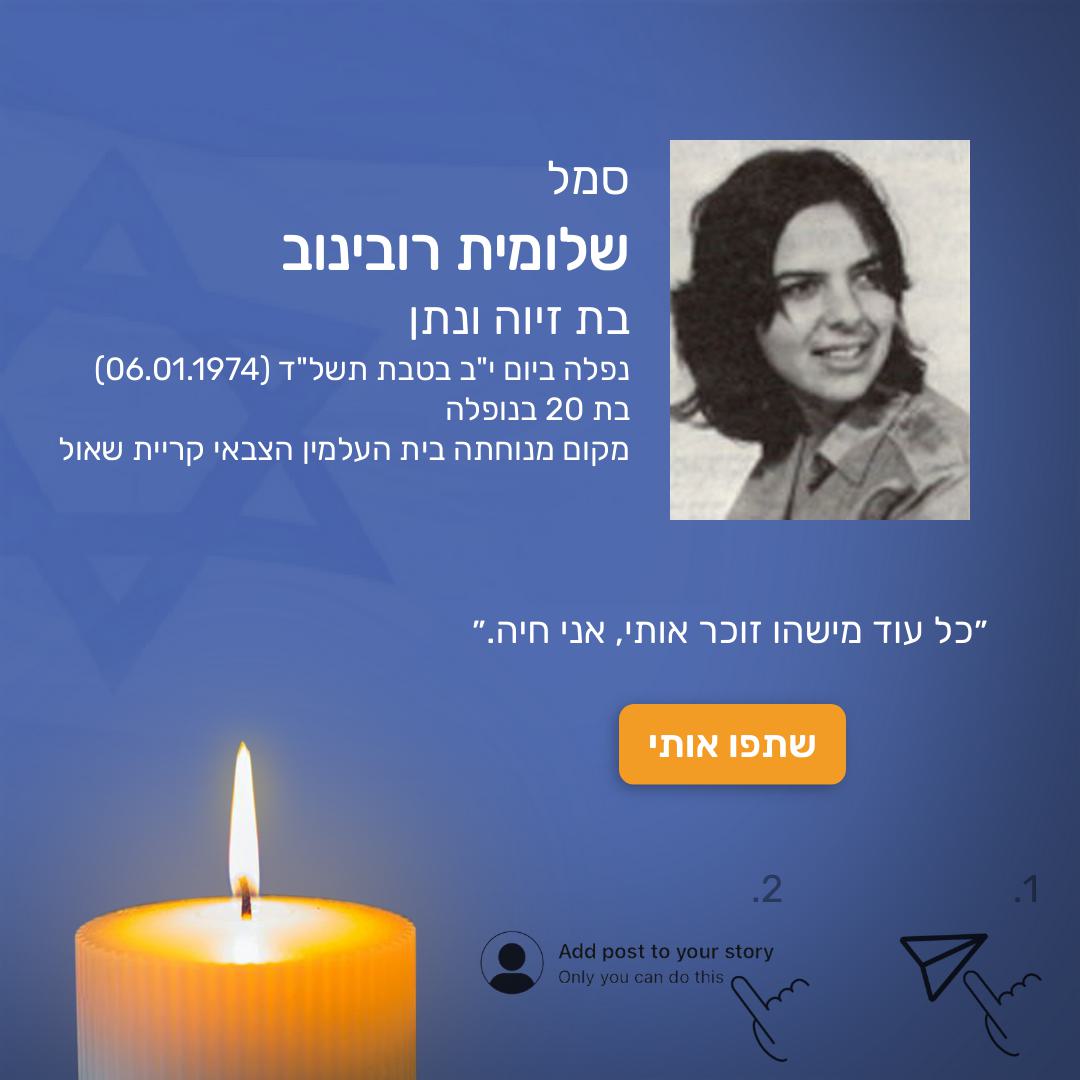 סמל
שלומית רובינוב
בת זיוה ונתן
נפלה ביום י"ב בטבת תשל"ד (06.01.1974)
בת 20 בנופלה
מקום מנוחתה בית העלמין הצבאי קריית שאול
״כל עוד מישהו זוכר אותי, אני חיה.״
שתפו אותי
1.
2.
Add post to your story
Only you can do this